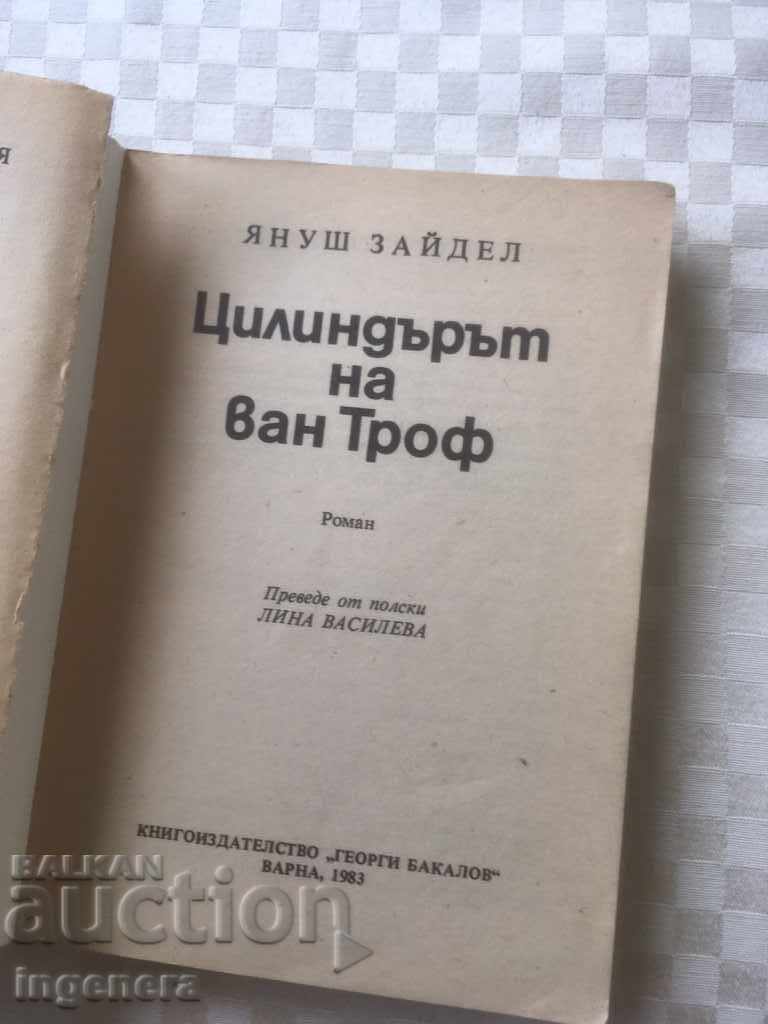 Я
ЯНУШ ЗАЙДЕЛ
Цилиндърът
на
ван Троф
Роман
Преведе от полски
ЛИНА ВАСИЛЕВА
КНИГОИЗДАТЕЛСТВО „ГЕОРГИ БАКАЛОВ“
ВАРНА, 1983
BALKAN
auction
ingenera